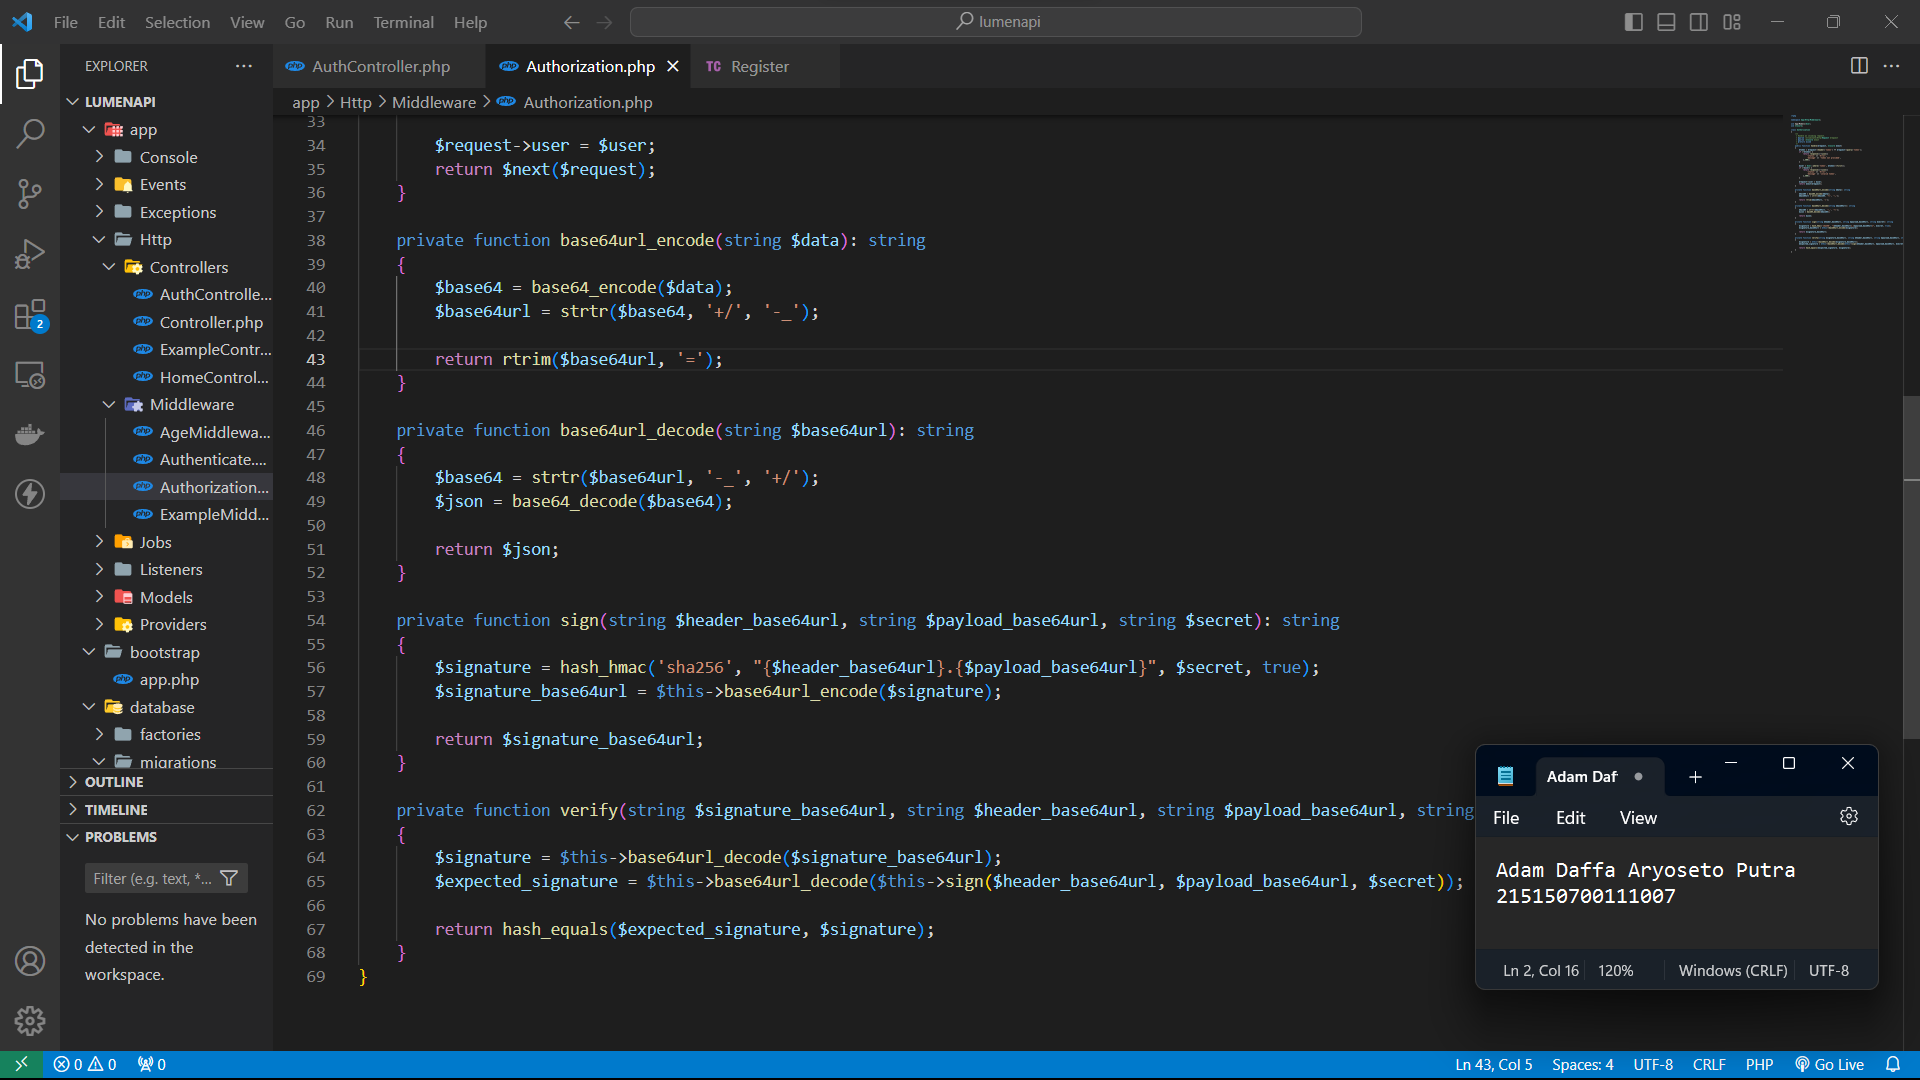 File Edit Selection View Go Run Terminal Help
lumenapi
EXPLORER
AuthController.php
Authorization.php
TC Register
LUMENAPI
app
Console
Events
Exceptions
Http
Controllers
AuthControlle...
Controller.php
ExampleContr...
HomeControl...
Middleware
AgeMiddlewa...
Authenticate....
Authorization...
ExampleMidd...
Jobs
Listeners
Models
Providers
bootstrap
app.php
database
factories
migrations
OUTLINE
TIMELINE
PROBLEMS
Filter (e.g. text, *...
No problems have been
detected in the
workspace.
2
app > Http > Middleware > Authorization.php
33
34 $request->user = $user;
35 return $next($request);
36 }
37
38 private function base64url_encode(string $data): string
39 {
40 $base64 = base64_encode($data);
41 $base64url = strtr($base64, '+/', '-_');
42
43 return rtrim($base64url, '=');
44 }
45
46 private function base64url_decode(string $base64url): string
47 {
48 $base64 = strtr($base64url, '-_', '+/');
49 $json = base64_decode($base64);
50
51 return $json;
52 }
53
54 private function sign(string $header_base64url, string $payload_base64url, string $secret): string
55 {
56 $signature = hash_hmac('sha256', "{$header_base64url}.{$payload_base64url}", $secret, true);
57 $signature_base64url = $this->base64url_encode($signature);
58
59 return $signature_base64url;
60 }
61
62 private function verify(string $signature_base64url, string $header_base64url, string $payload_base64url, string
63 {
64 $signature = $this->base64url_decode($signature_base64url);
65 $expected_signature = $this->base64url_decode($this->sign($header_base64url, $payload_base64url, $secret));
66
67 return hash_equals($expected_signature, $signature);
68 }
69 }
Adam Daf
File Edit View
Adam Daffa Aryoseto Putra
215150700111007
Ln 2, Col 16 120% Windows (CRLF) UTF-8
0 0 0
Ln 43, Col 5 Spaces: 4 UTF-8 CRLF PHP Go Live